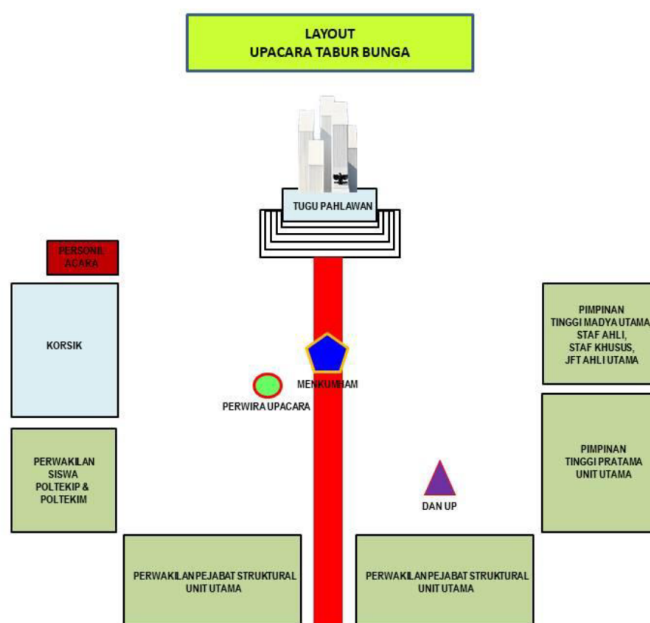 LAYOUT
UPACARA TABUR BUNGA
TUGU PAHLAWAN
PERSONIL
ACARA
KORSIK
PIMPINAN
TINGGI MADYA UTAMA
STAF AHLI,
STAF KHUSUS,
JFT AHLI UTAMA
MENKUMHAM
PERWIRA UPACARA
PERWAKILAN
SISWA
POLTEKIP &
POLTEKIM
PIMPINAN
TINGGI PRATAMA
UNIT UTAMA
DAN UP
PERWAKILAN PEJABAT STRUKTURAL
UNIT UTAMA
PERWAKILAN PEJABAT STRUKTURAL
UNIT UTAMA